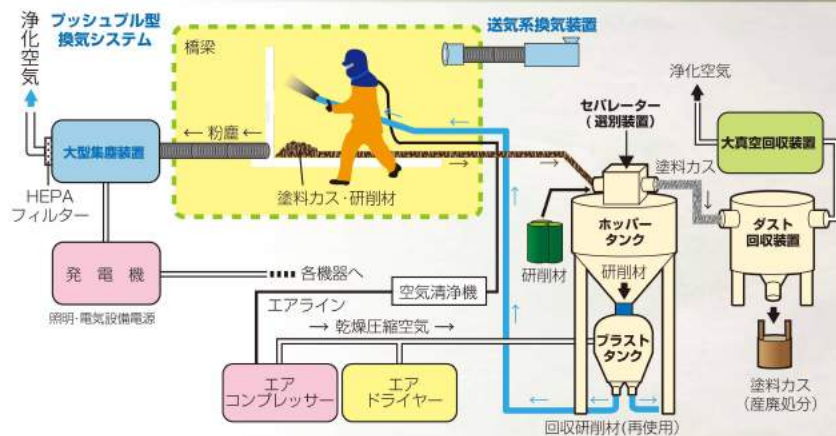 浄化空気
プッシュプル型
換気システム
橋梁
送気系換気装置
浄化空気
セパレーター
(選別装置)
大真空回収装置
大型集塵装置
← 粉塵 ←
塗料カス
HEPA
フィルター
塗料カス・研削材
ホッパー
タンク
ダスト
回収装置
研削材
研削材
発電機
各機器へ
空気清浄機
照明・電気設備電源
エアライン
→ 乾燥圧縮空気 →
ブラスト
タンク
エア
コンプレッサー
エア
ドライヤー
塗料カス
(産廃処分)
回収研削材(再使用)